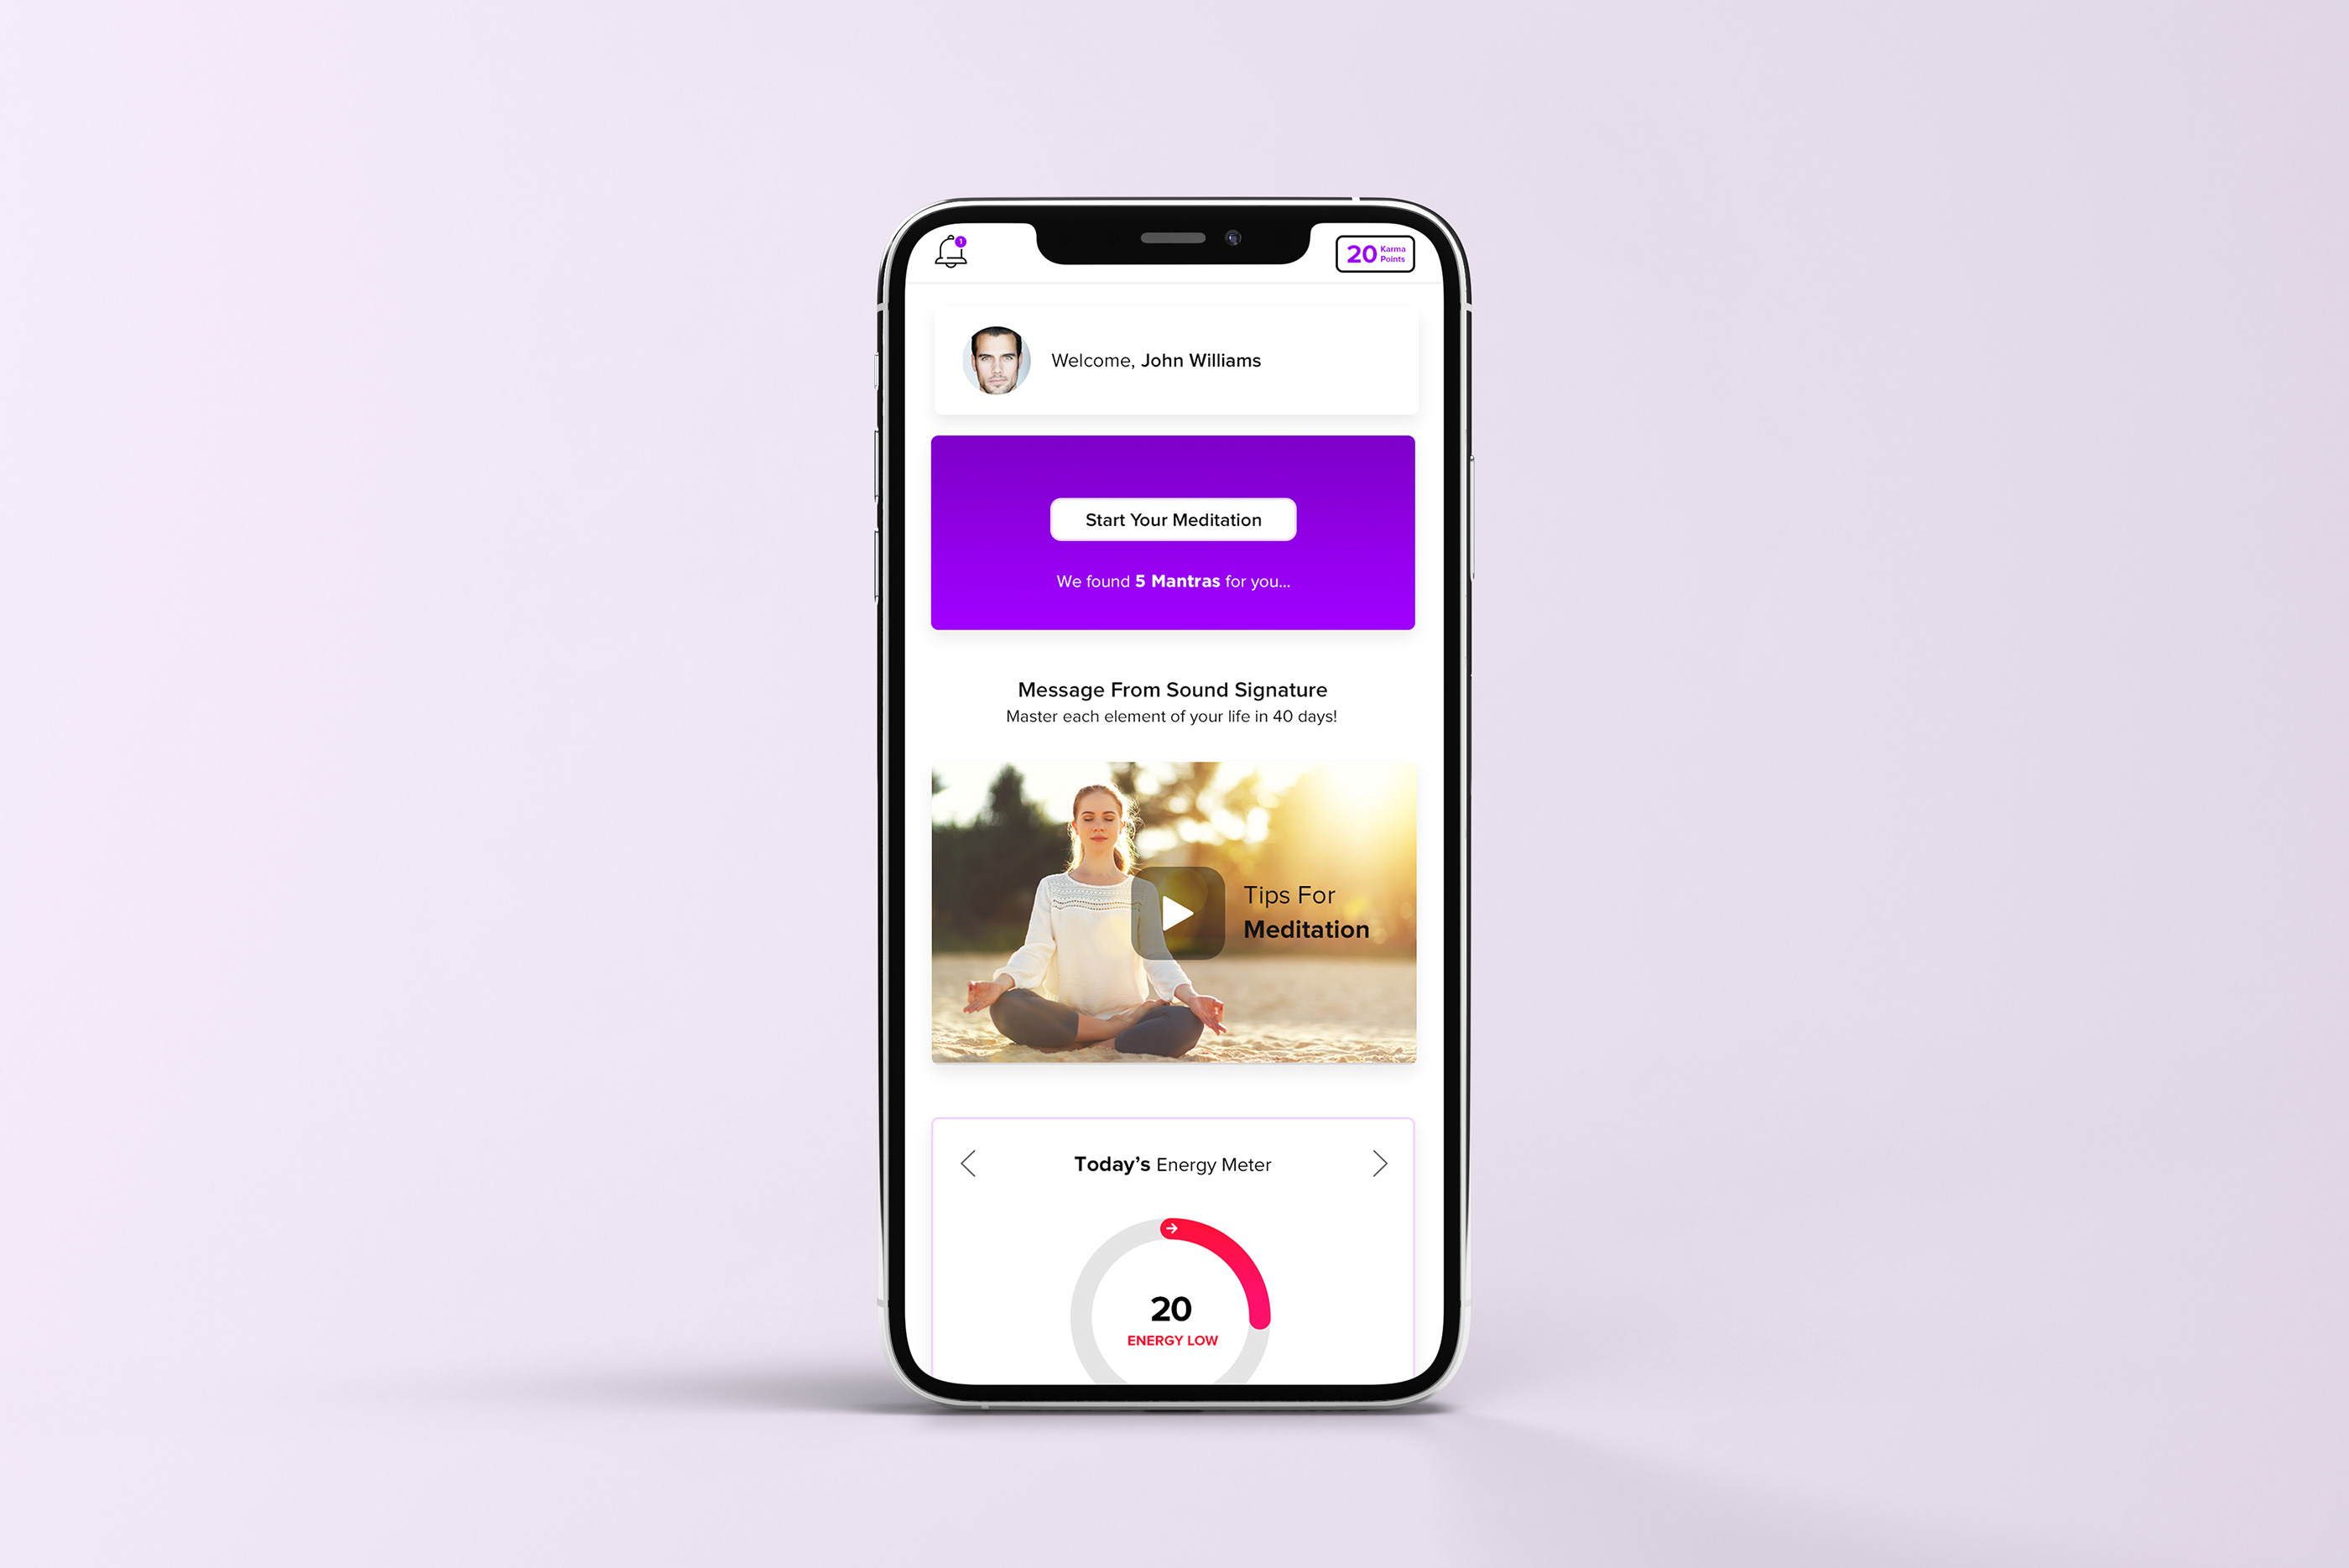 1
20 Karma
Points
Welcome, John Williams
Start Your Meditation
We found 5 Mantras for you...
Message From Sound Signature
Master each element of your life in 40 days!
Tips For
Meditation
Today's Energy Meter
20
ENERGY LOW